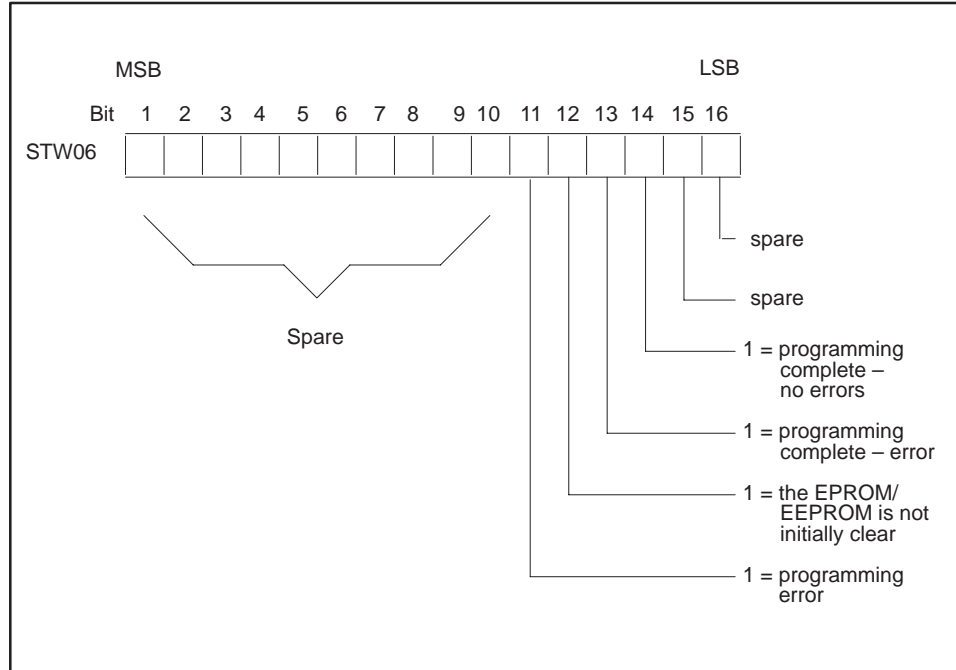 MSB LSB
Bit 1 2 3 4 5 6 7 8 9 10 11 12 13 14 15 16
STW06
spare
spare
Spare
1 = programming
complete –
no errors
1 = programming
complete – error
1 = the EPROM/
EEPROM is not
initially clear
1 = programming
error